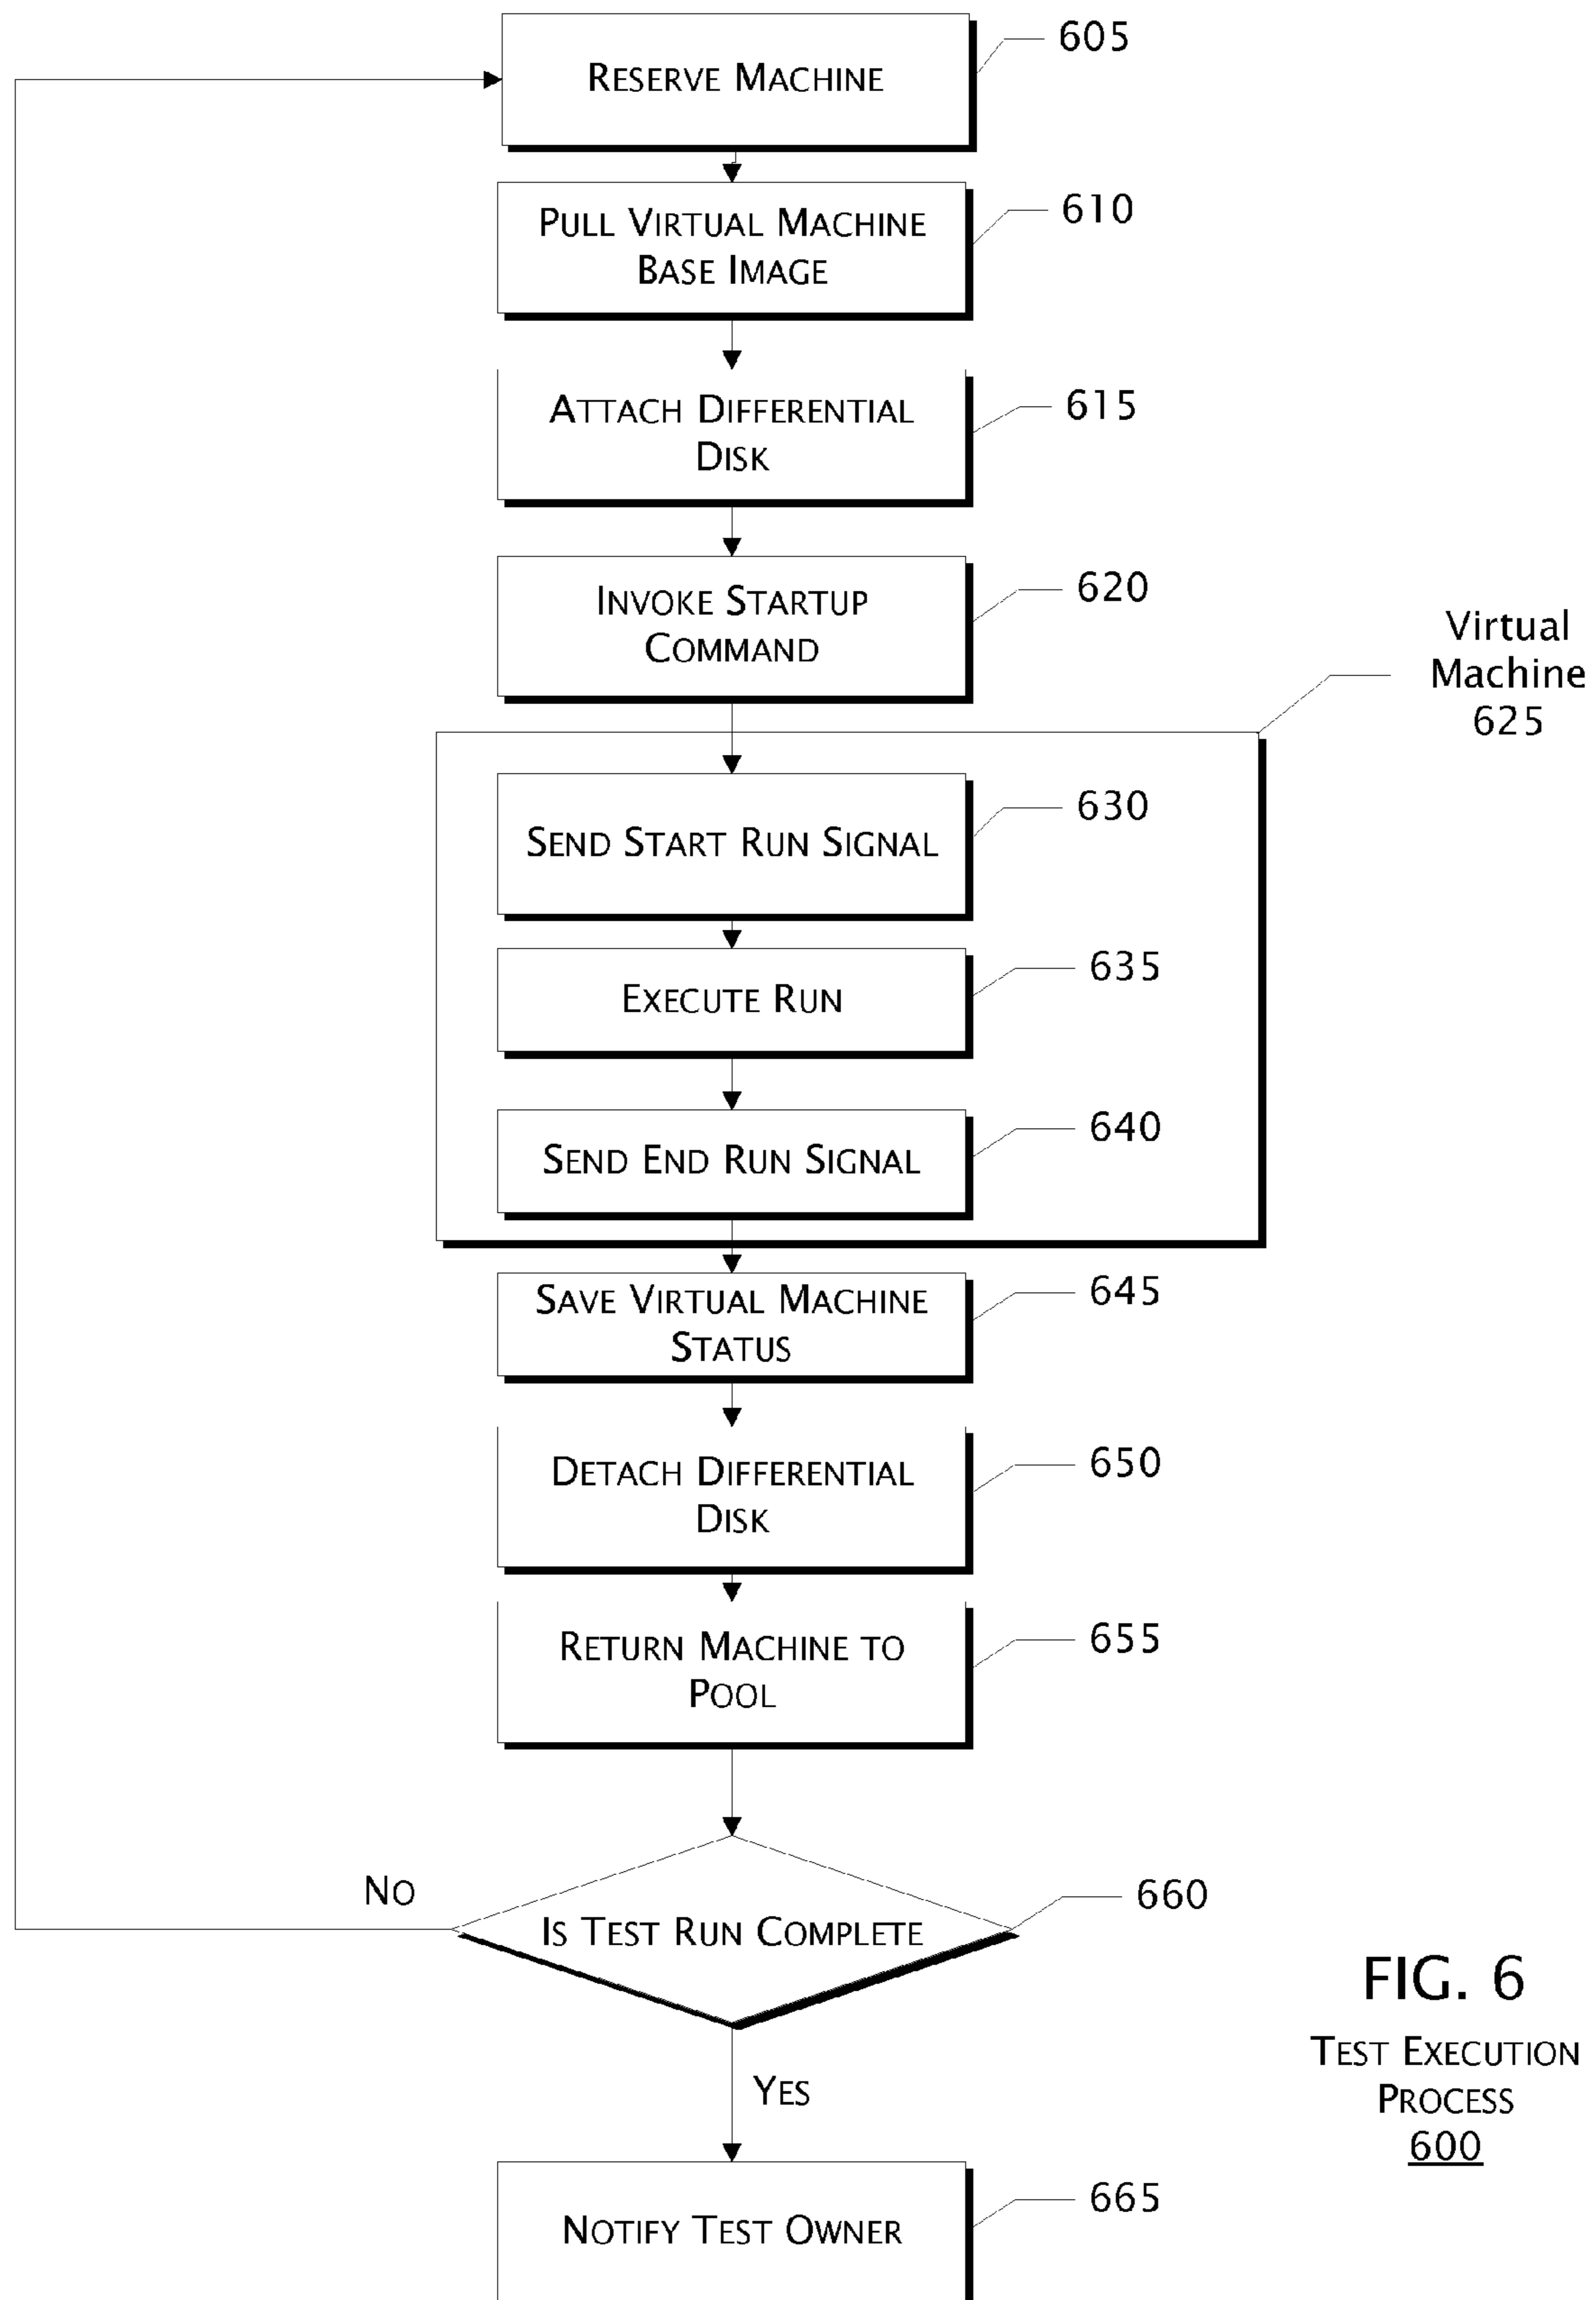 RESERVE MACHINE
605
PULL VIRTUAL MACHINE
BASE IMAGE
610
ATTACH DIFFERENTIAL
DISK
615
INVOKE STARTUP
COMMAND
620
Virtual
Machine
625
SEND START RUN SIGNAL
630
EXECUTE RUN
635
SEND END RUN SIGNAL
640
SAVE VIRTUAL MACHINE
STATUS
645
DETACH DIFFERENTIAL
DISK
650
RETURN MACHINE TO
POOL
655
NO
IS TEST RUN COMPLETE
660
YES
NOTIFY TEST OWNER
665
FIG. 6
TEST EXECUTION
PROCESS
600